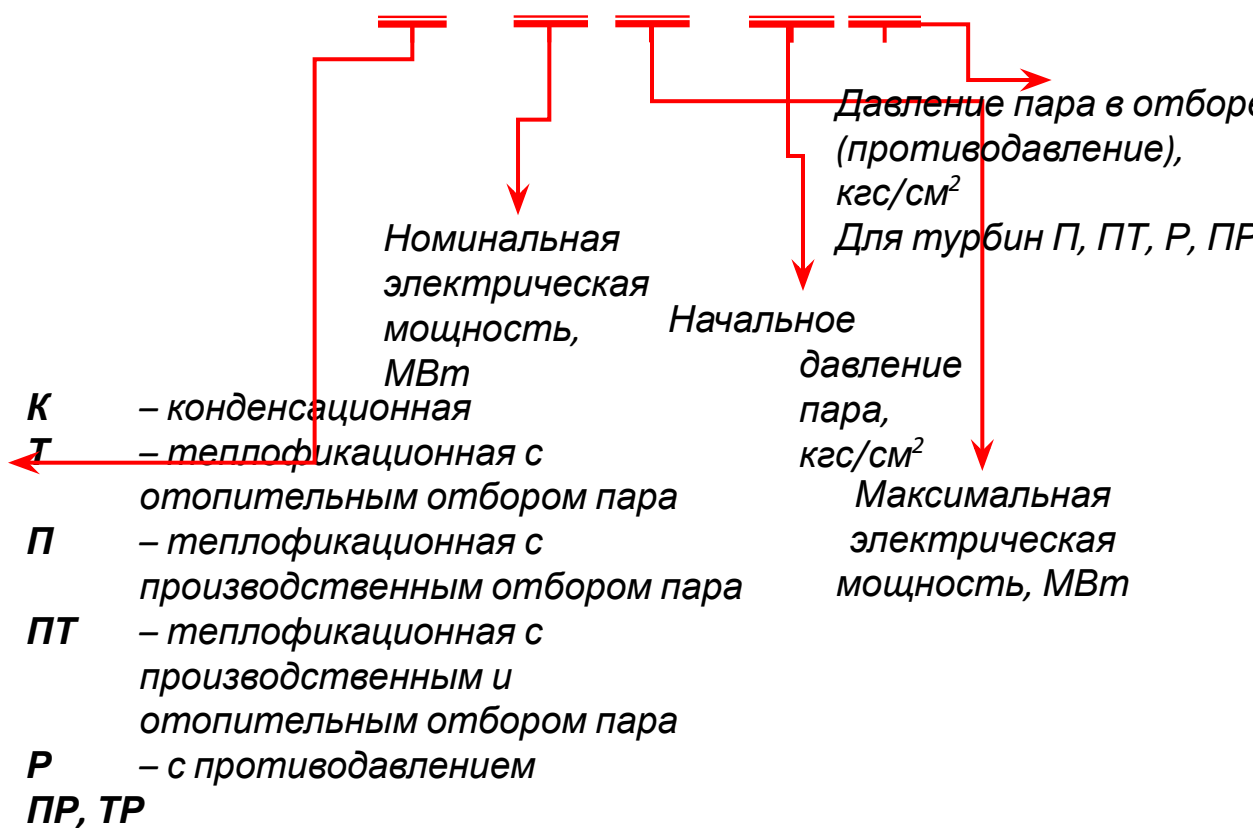 Давление пара в отборе
(противодавление),
кгс/см²
Для турбин П, ПТ, Р, ПР
Номинальная
электрическая
мощность,
МВт
Начальное
давление
пара,
кгс/см²
Максимальная
электрическая
мощность, МВт
К – конденсационная
Т – теплофикационная с
отопительным отбором пара
П – теплофикационная с
производственным отбором пара
ПТ – теплофикационная с
производственным и
отопительным отбором пара
Р – с противодавлением
ПР, ТР